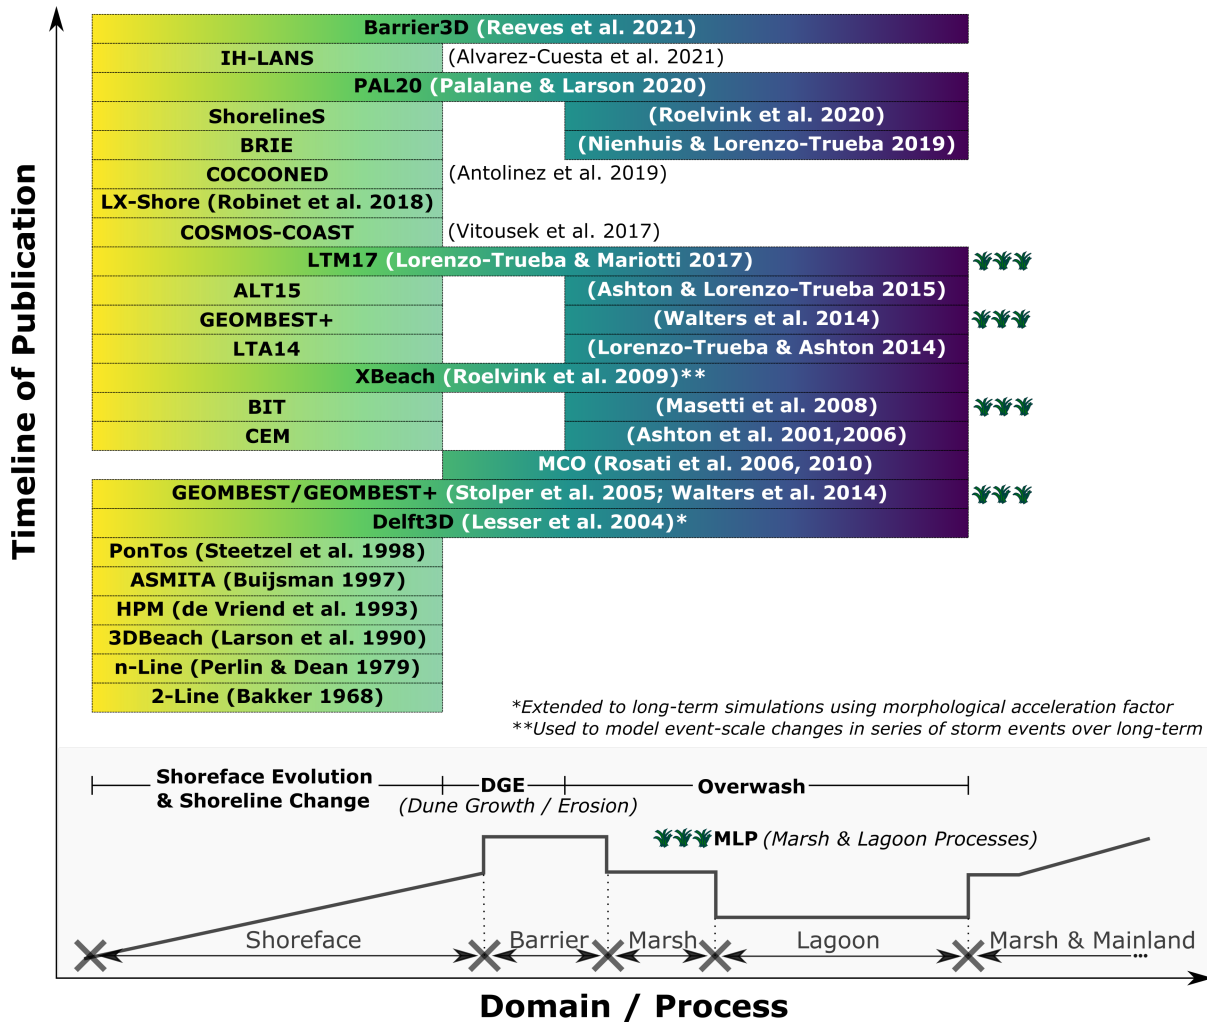 Timeline of Publication
Barrier3D (Reeves et al. 2021)
IH-LANS (Alvarez-Cuesta et al. 2021)
PAL20 (Palalane & Larson 2020)
ShorelineS (Roelvink et al. 2020)
BRIE (Nienhuis & Lorenzo-Trueba 2019)
COCOONED (Antolinez et al. 2019)
LX-Shore (Robinet et al. 2018)
COSMOS-COAST (Vitousek et al. 2017)
LTM17 (Lorenzo-Trueba & Mariotti 2017)
ALT15 (Ashton & Lorenzo-Trueba 2015)
GEOMBEST+ (Walters et al. 2014)
LTA14 (Lorenzo-Trueba & Ashton 2014)
XBeach (Roelvink et al. 2009)**
BIT (Masetti et al. 2008)
CEM (Ashton et al. 2001,2006)
MCO (Rosati et al. 2006, 2010)
GEOMBEST/GEOMBEST+ (Stolper et al. 2005; Walters et al. 2014)
Delft3D (Lesser et al. 2004)*
PonTos (Steetzel et al. 1998)
ASMITA (Buijsman 1997)
HPM (de Vriend et al. 1993)
3DBeach (Larson et al. 1990)
n-Line (Perlin & Dean 1979)
2-Line (Bakker 1968)
*Extended to long-term simulations using morphological acceleration factor
**Used to model event-scale changes in series of storm events over long-term
Shoreface Evolution
& Shoreline Change
DGE
(Dune Growth / Erosion)
Overwash
MLP (Marsh & Lagoon Processes)
Shoreface Barrier Marsh Lagoon Marsh & Mainland
...
Domain / Process